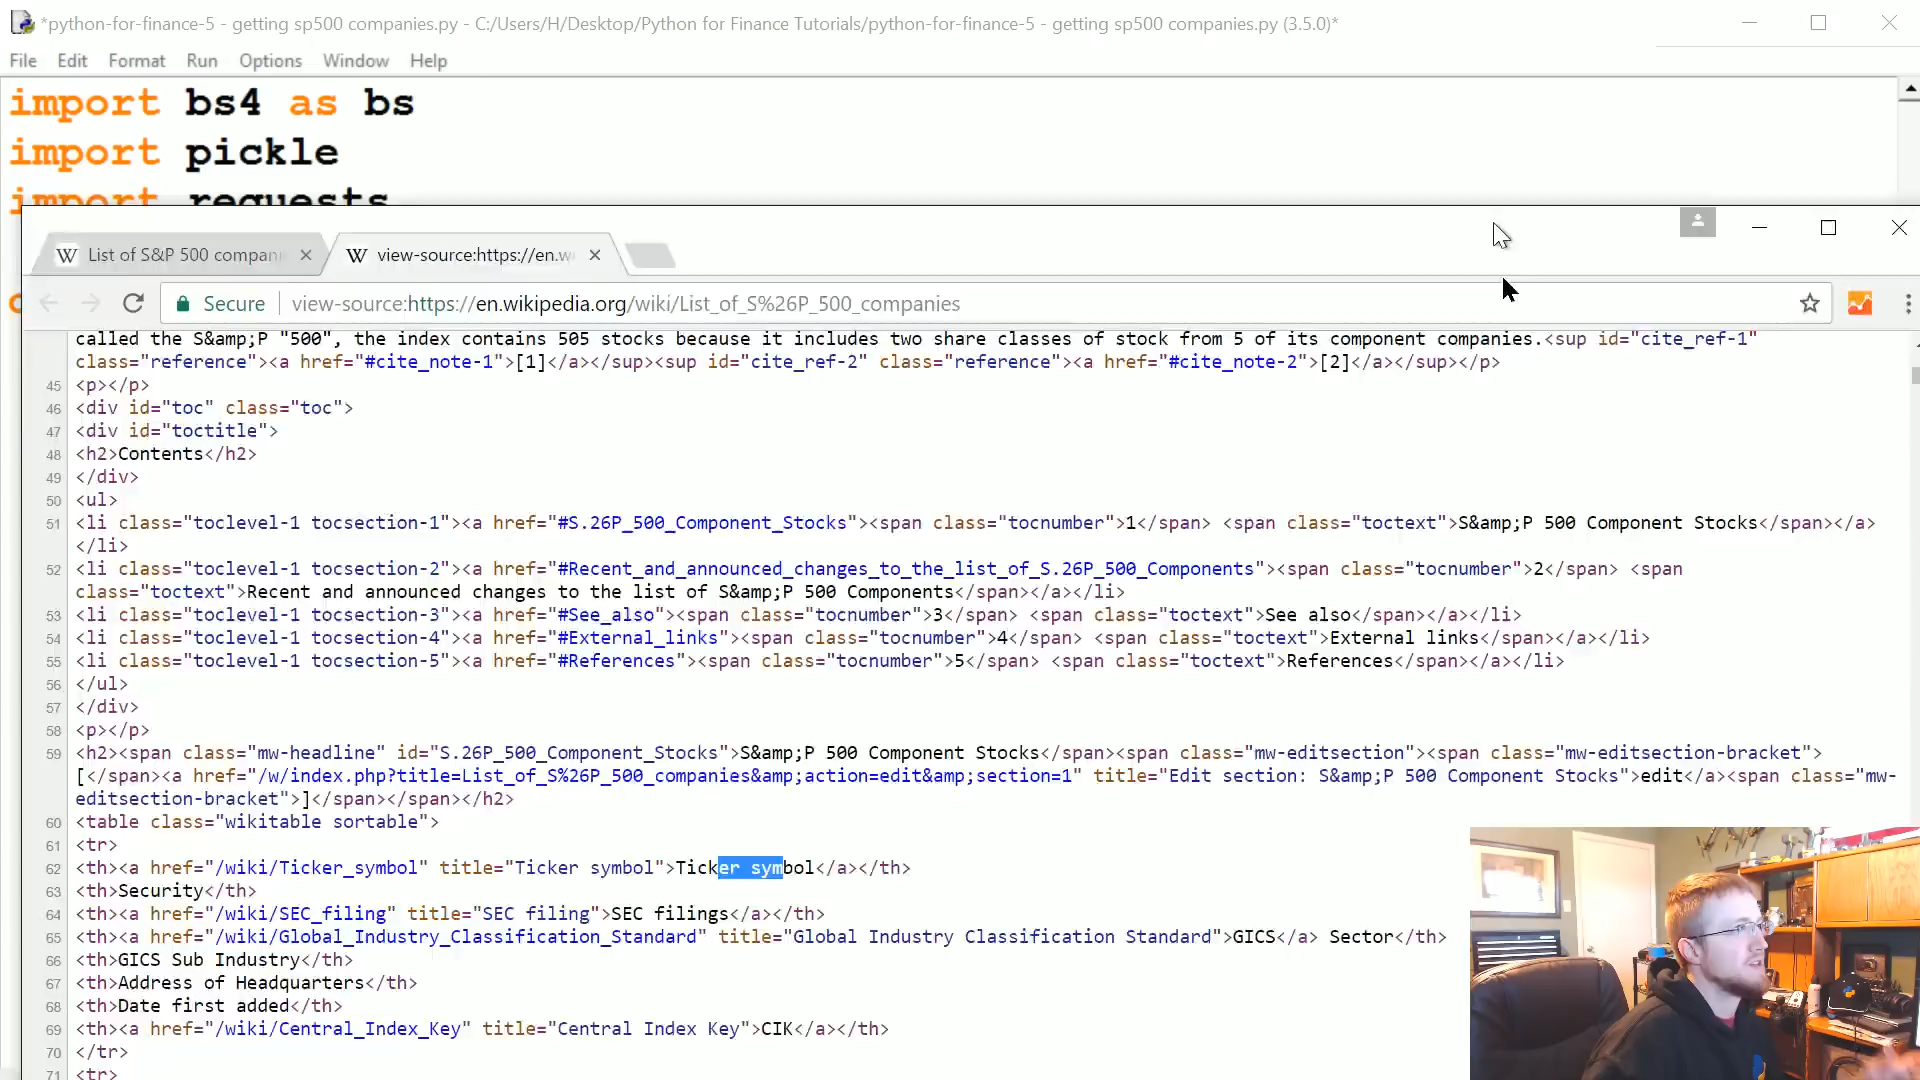 *python-for-finance-5 - getting sp500 companies.py - C:/Users/H/Desktop/Python for Finance Tutorials/python-for-finance-5 - getting sp500 companies.py (3.5.0)*
File Edit Format Run Options Window Help
import bs4 as bs
import pickle
import requests
List of S&P 500 compani
view-source:https://en.w
Secure view-source:https://en.wikipedia.org/wiki/List_of_S%26P_500_companies
called the S&amp;P "500", the index contains 505 stocks because it includes two share classes of stock from 5 of its component companies.<sup id="cite_ref-1"
class="reference"><a href="#cite_note-1">[1]</a></sup><sup id="cite_ref-2" class="reference"><a href="#cite_note-2">[2]</a></sup></p>
45 <p></p>
46 <div id="toc" class="toc">
47 <div id="toctitle">
48 <h2>Contents</h2>
49 </div>
50 <ul>
51 <li class="toclevel-1 tocsection-1"><a href="#S.26P_500_Component_Stocks"><span class="tocnumber">1</span> <span class="toctext">S&amp;P 500 Component Stocks</span></a>
</li>
52 <li class="toclevel-1 tocsection-2"><a href="#Recent_and_announced_changes_to_the_list_of_S.26P_500_Components"><span class="tocnumber">2</span> <span
class="toctext">Recent and announced changes to the list of S&amp;P 500 Components</span></a></li>
53 <li class="toclevel-1 tocsection-3"><a href="#See_also"><span class="tocnumber">3</span> <span class="toctext">See also</span></a></li>
54 <li class="toclevel-1 tocsection-4"><a href="#External_links"><span class="tocnumber">4</span> <span class="toctext">External links</span></a></li>
55 <li class="toclevel-1 tocsection-5"><a href="#References"><span class="tocnumber">5</span> <span class="toctext">References</span></a></li>
56 </ul>
57 </div>
58 <p></p>
59 <h2><span class="mw-headline" id="S.26P_500_Component_Stocks">S&amp;P 500 Component Stocks</span><span class="mw-editsection"><span class="mw-editsection-bracket">
[</span><a href="/w/index.php?title=List_of_S%26P_500_companies&amp;action=edit&amp;section=1" title="Edit section: S&amp;P 500 Component Stocks">edit</a><span class="mw-
editsection-bracket">]</span></span></h2>
60 <table class="wikitable sortable">
61 <tr>
62 <th><a href="/wiki/Ticker_symbol" title="Ticker symbol">Ticker symbol</a></th>
63 <th>Security</th>
64 <th><a href="/wiki/SEC_filing" title="SEC filing">SEC filings</a></th>
65 <th><a href="/wiki/Global_Industry_Classification_Standard" title="Global Industry Classification Standard">GICS</a> Sector</th>
66 <th>GICS Sub Industry</th>
67 <th>Address of Headquarters</th>
68 <th>Date first added</th>
69 <th><a href="/wiki/Central_Index_Key" title="Central Index Key">CIK</a></th>
70 </tr>
71 <tr>